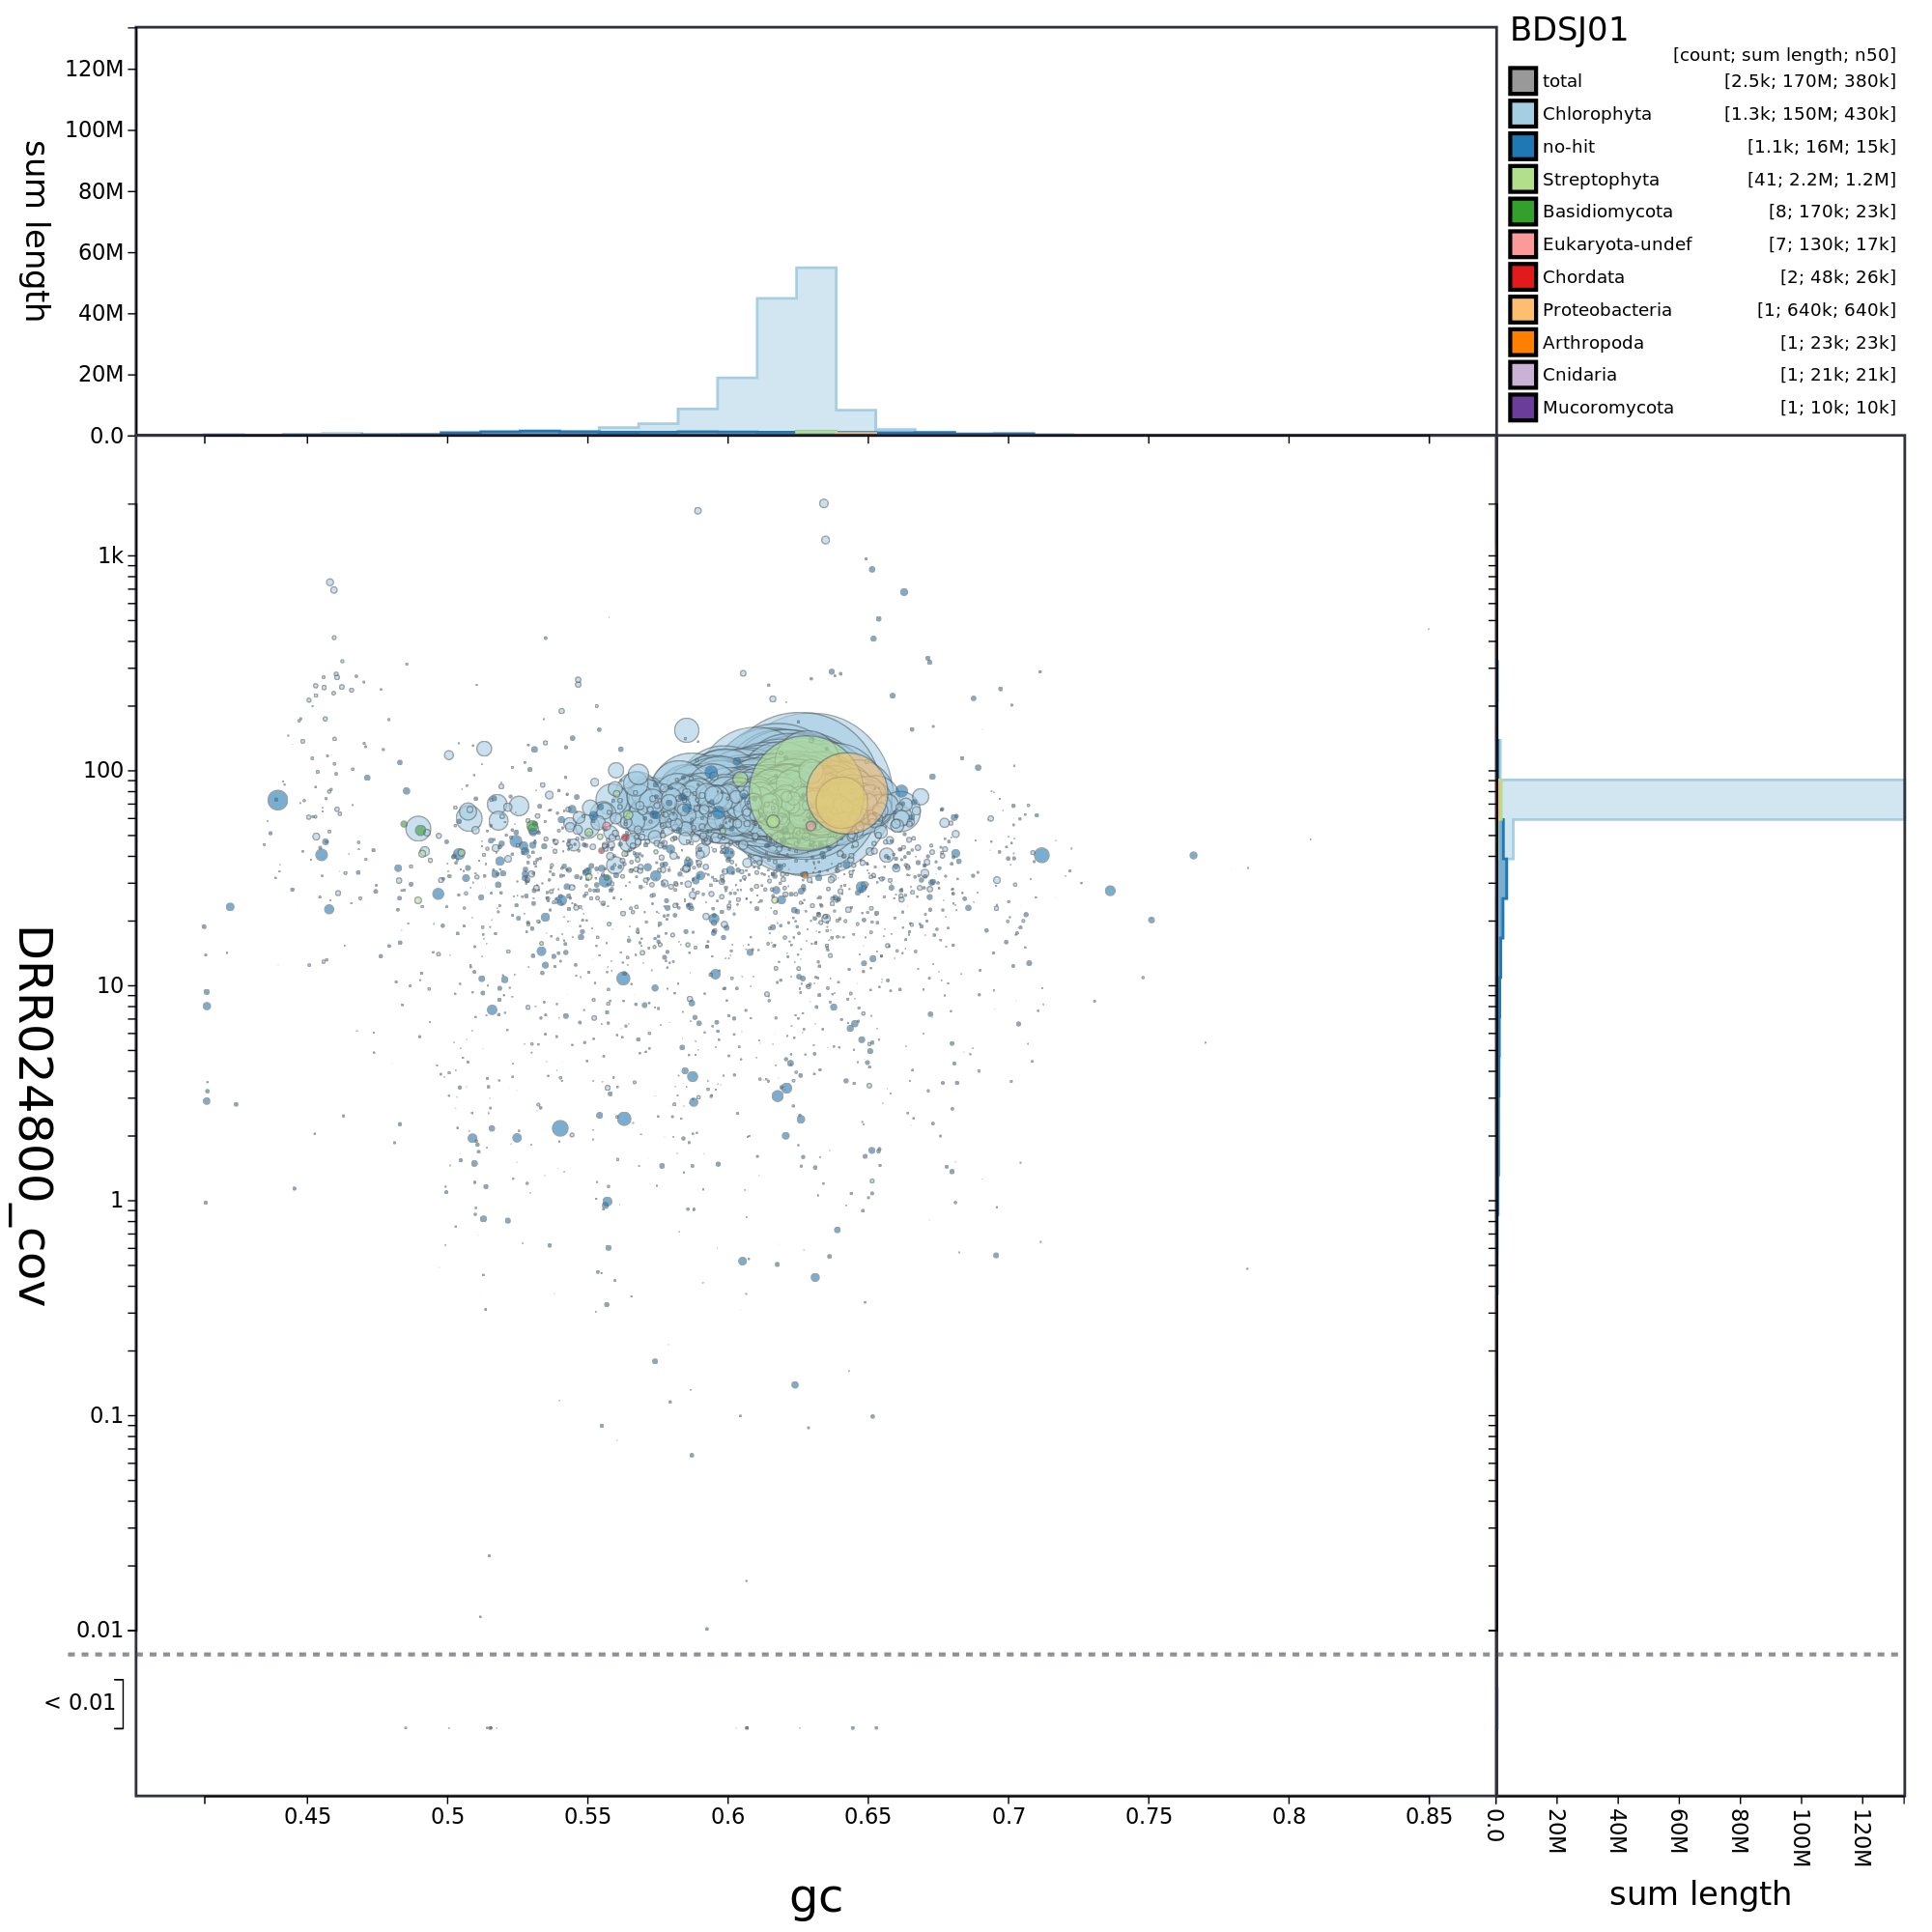 BDSJ01
[count; sum length; n50]
total [2.5k; 170M; 380k]
Chlorophyta [1.3k; 150M; 430k]
no-hit [1.1k; 16M; 15k]
Streptophyta [41; 2.2M; 1.2M]
Basidiomycota [8; 170k; 23k]
Eukaryota-undef [7; 130k; 17k]
Chordata [2; 48k; 26k]
Proteobacteria [1; 640k; 640k]
Arthropoda [1; 23k; 23k]
Cnidaria [1; 21k; 21k]
Mucoromycota [1; 10k; 10k]
sum length
120M
100M
80M
60M
40M
20M
0.0
DRR024800_cov
1k
100
10
1
0.1
0.01
< 0.01
0.45 0.5 0.55 0.6 0.65 0.7 0.75 0.8 0.85
gc
0.0 20M 40M 60M 80M 100M 120M
sum length